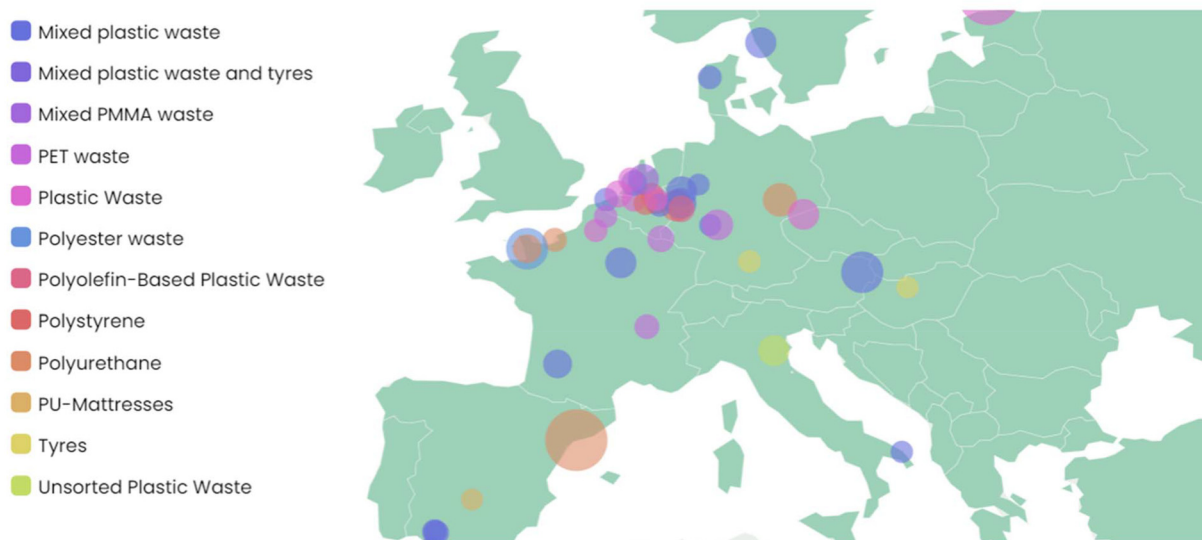 Mixed plastic waste
Mixed plastic waste and tyres
Mixed PMMA waste
PET waste
Plastic Waste
Polyester waste
Polyolefin-Based Plastic Waste
Polystyrene
Polyurethane
PU-Mattresses
Tyres
Unsorted Plastic Waste